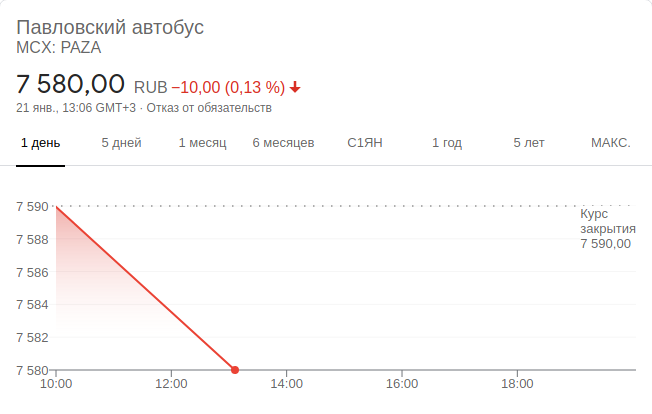 Павловский автобус
MCX: PAZA
7 580,00 RUB −10,00 (0,13 %)
21 янв., 13:06 GMT+3 · Отказ от обязательств
1 день 5 дней 1 месяц 6 месяцев С1ЯН 1 год 5 лет МАКС.
7 590
Курс
закрытия
7 590,00
7 588
7 586
7 584
7 582
7 580
10:00 12:00 14:00 16:00 18:00